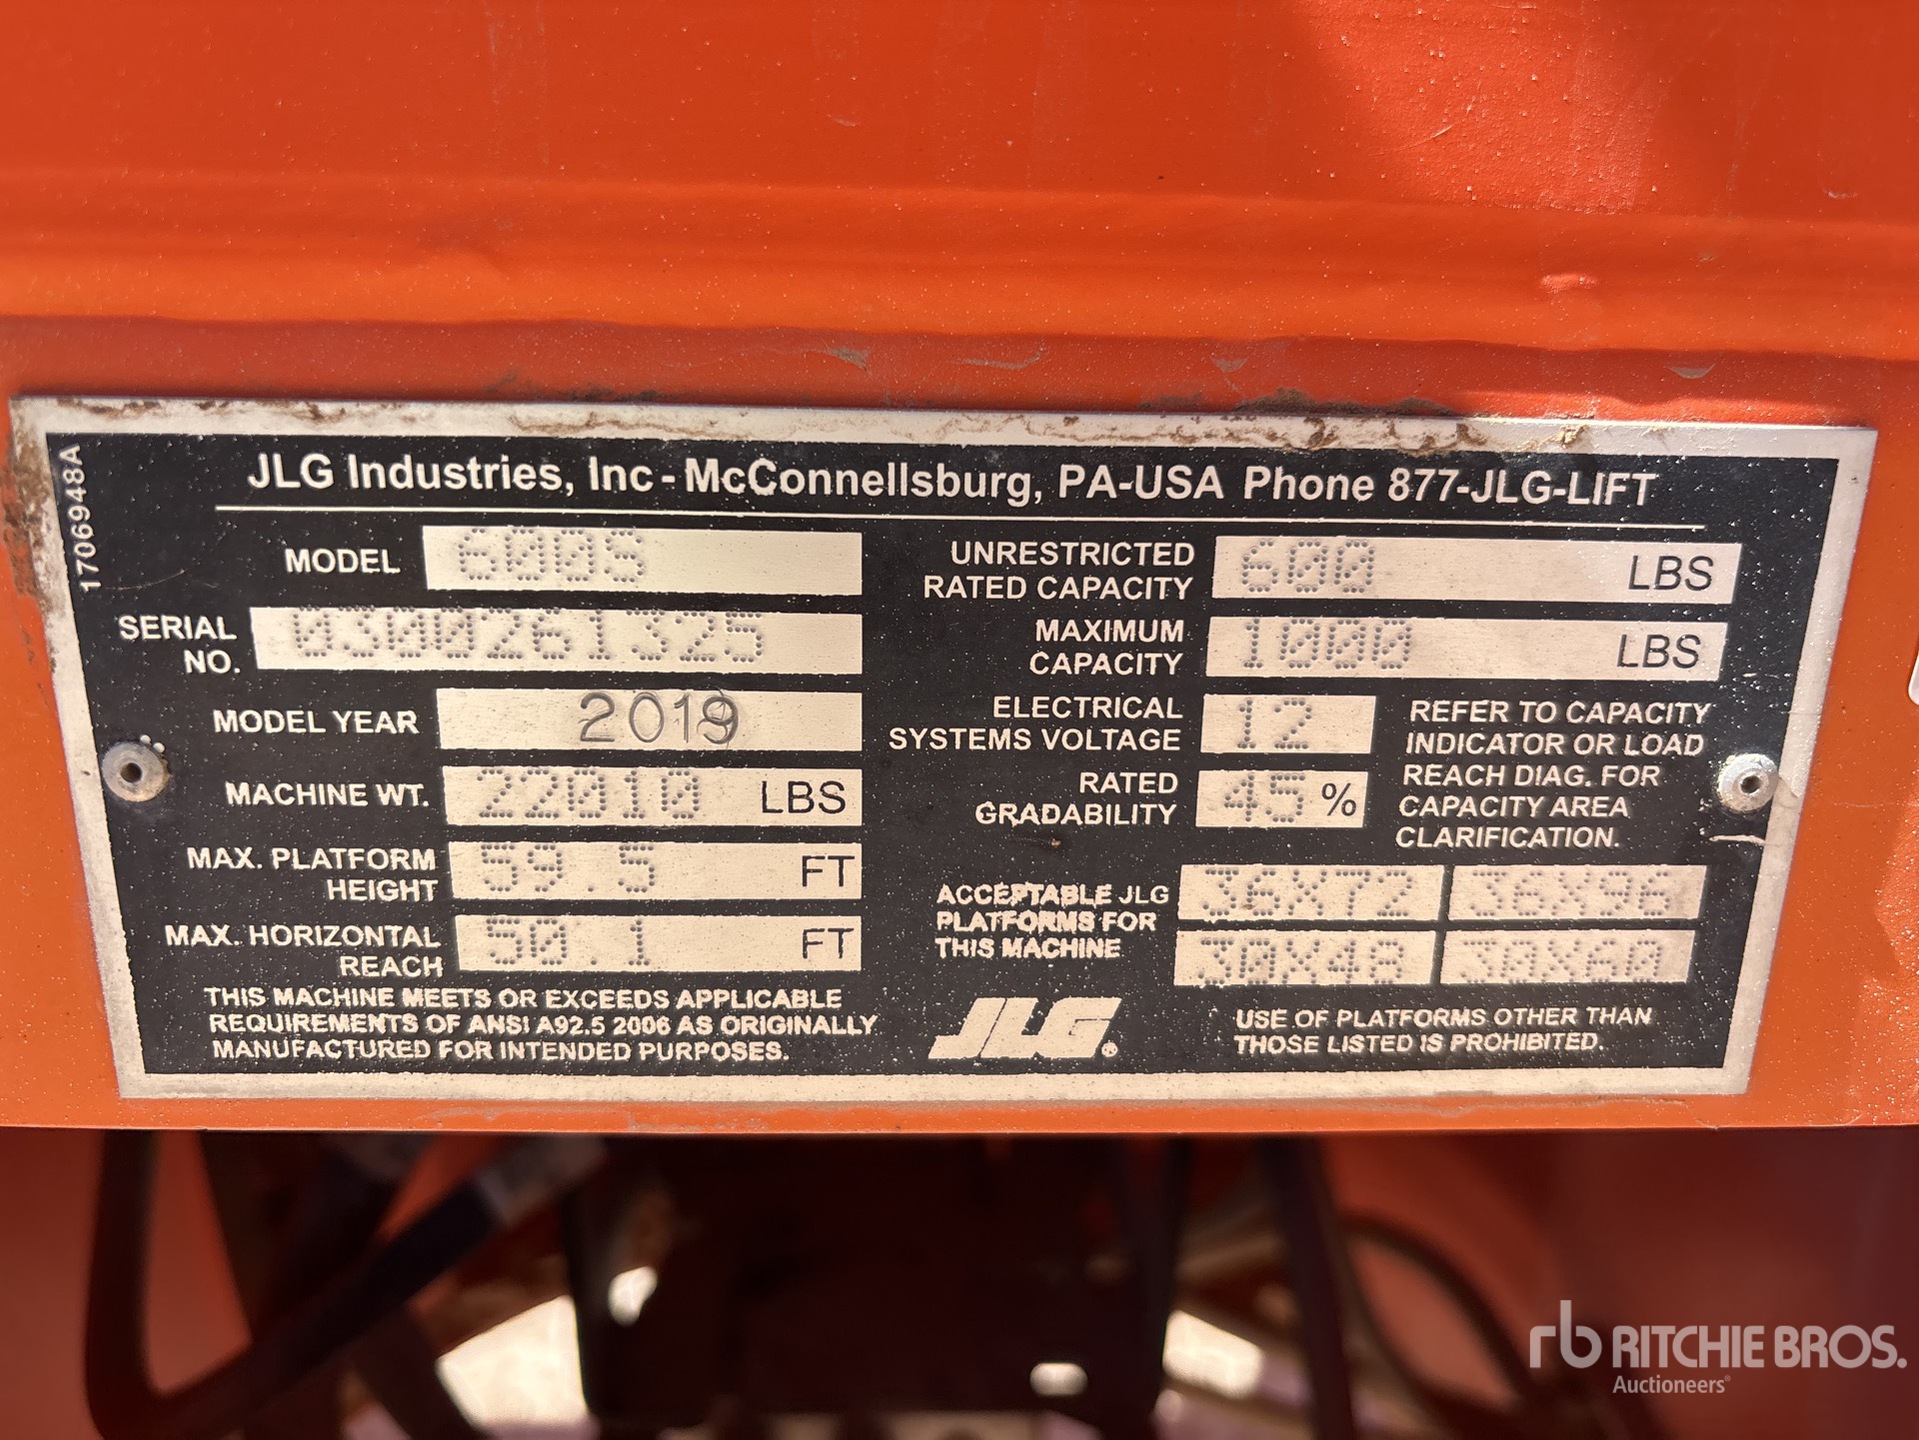 1706948A
JLG Industries, Inc - McConnellsburg, PA-USA Phone 877-JLG-LIFT
MODEL 600S
SERIAL NO. 0300261325
MODEL YEAR 2019
MACHINE WT. 22010 LBS
MAX. PLATFORM HEIGHT 59.5 FT
MAX. HORIZONTAL REACH 50.1 FT
THIS MACHINE MEETS OR EXCEEDS APPLICABLE
REQUIREMENTS OF ANSI A92.5 2006 AS ORIGINALLY
MANUFACTURED FOR INTENDED PURPOSES.
UNRESTRICTED RATED CAPACITY 600 LBS
MAXIMUM CAPACITY 1000 LBS
ELECTRICAL SYSTEMS VOLTAGE 12
RATED GRADABILITY 45 %
REFER TO CAPACITY
INDICATOR OR LOAD
REACH DIAG. FOR
CAPACITY AREA
CLARIFICATION.
ACCEPTABLE JLG
PLATFORMS FOR
THIS MACHINE
36X72 36X96
30X48 30X60
JLG®
USE OF PLATFORMS OTHER THAN
THOSE LISTED IS PROHIBITED.
rb RITCHIE BROS.
Auctioneers®